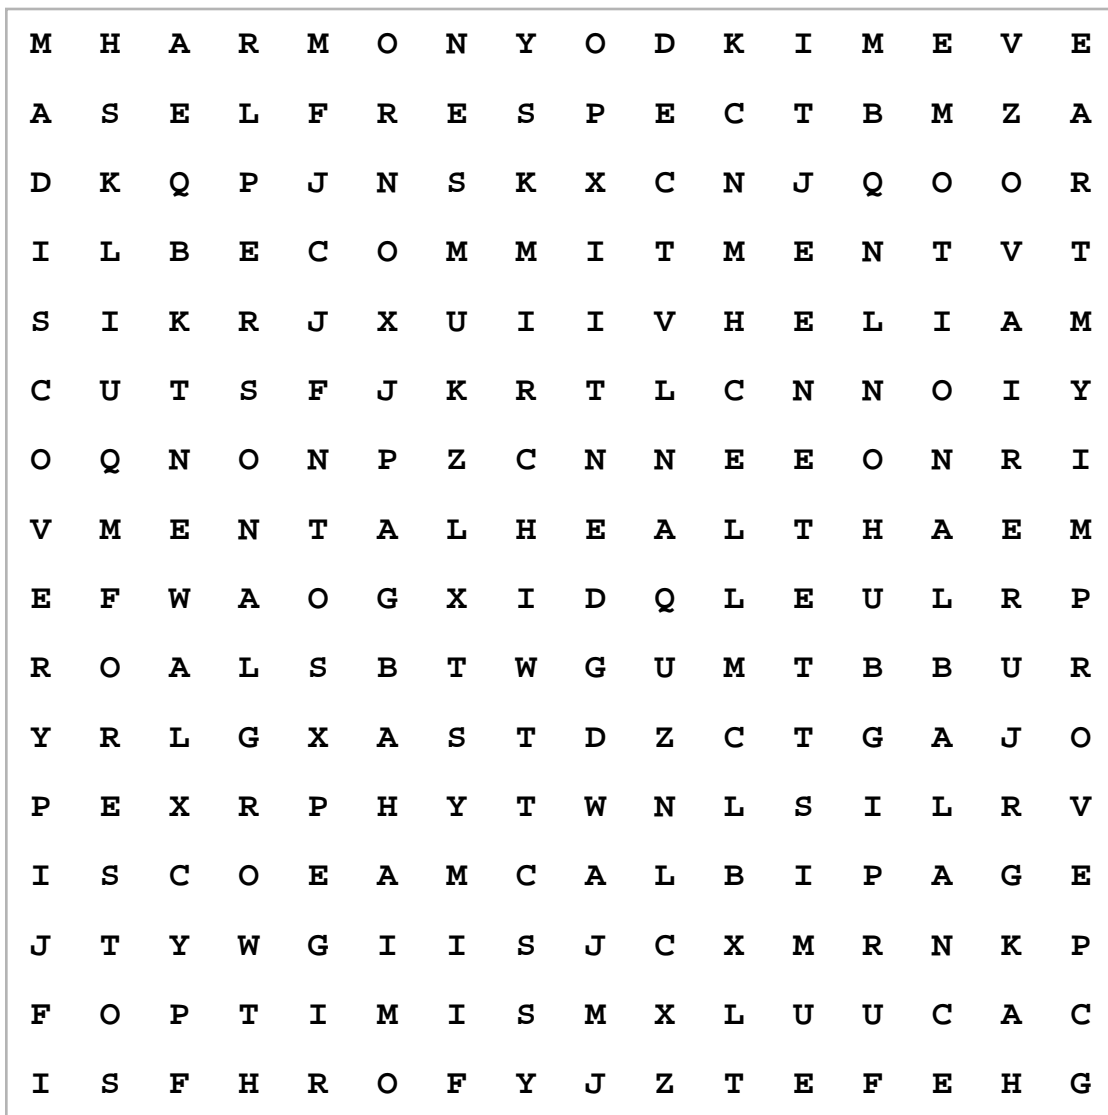 M H A R M O N Y O D K I M E V E
A S E L F R E S P E C T B M Z A
D K Q P J N S K X C N J Q O O R
I L B E C O M M I T M E N T V T
S I K R J X U I I V H E L I A M
C U T S F J K R T L C N N O I Y
O Q N O N P Z C N N E E O N R I
V M E N T A L H E A L T H A E M
E F W A O G X I D Q L E U L R P
R O A L S B T W G U M T B B U R
Y R L G X A S T D Z C T G A J O
P E X R P H Y T W N L S I L R V
I S C O E A M C A L B I P A G E
J T Y W G I I S J C X M R N K P
F O P T I M I S M X L U U C A C
I S F H R O F Y J Z T E F E H G